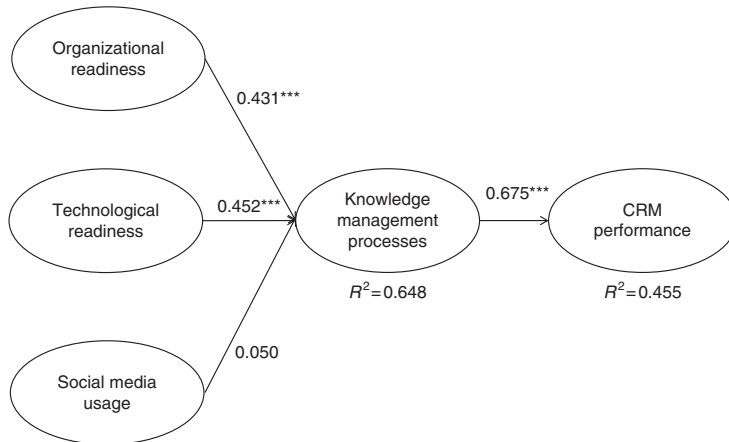 Organizational
readiness
0.431***
Technological
readiness
0.452***
Knowledge
management
processes
R²=0.648
0.675***
CRM
performance
R²=0.455
Social media
usage
0.050